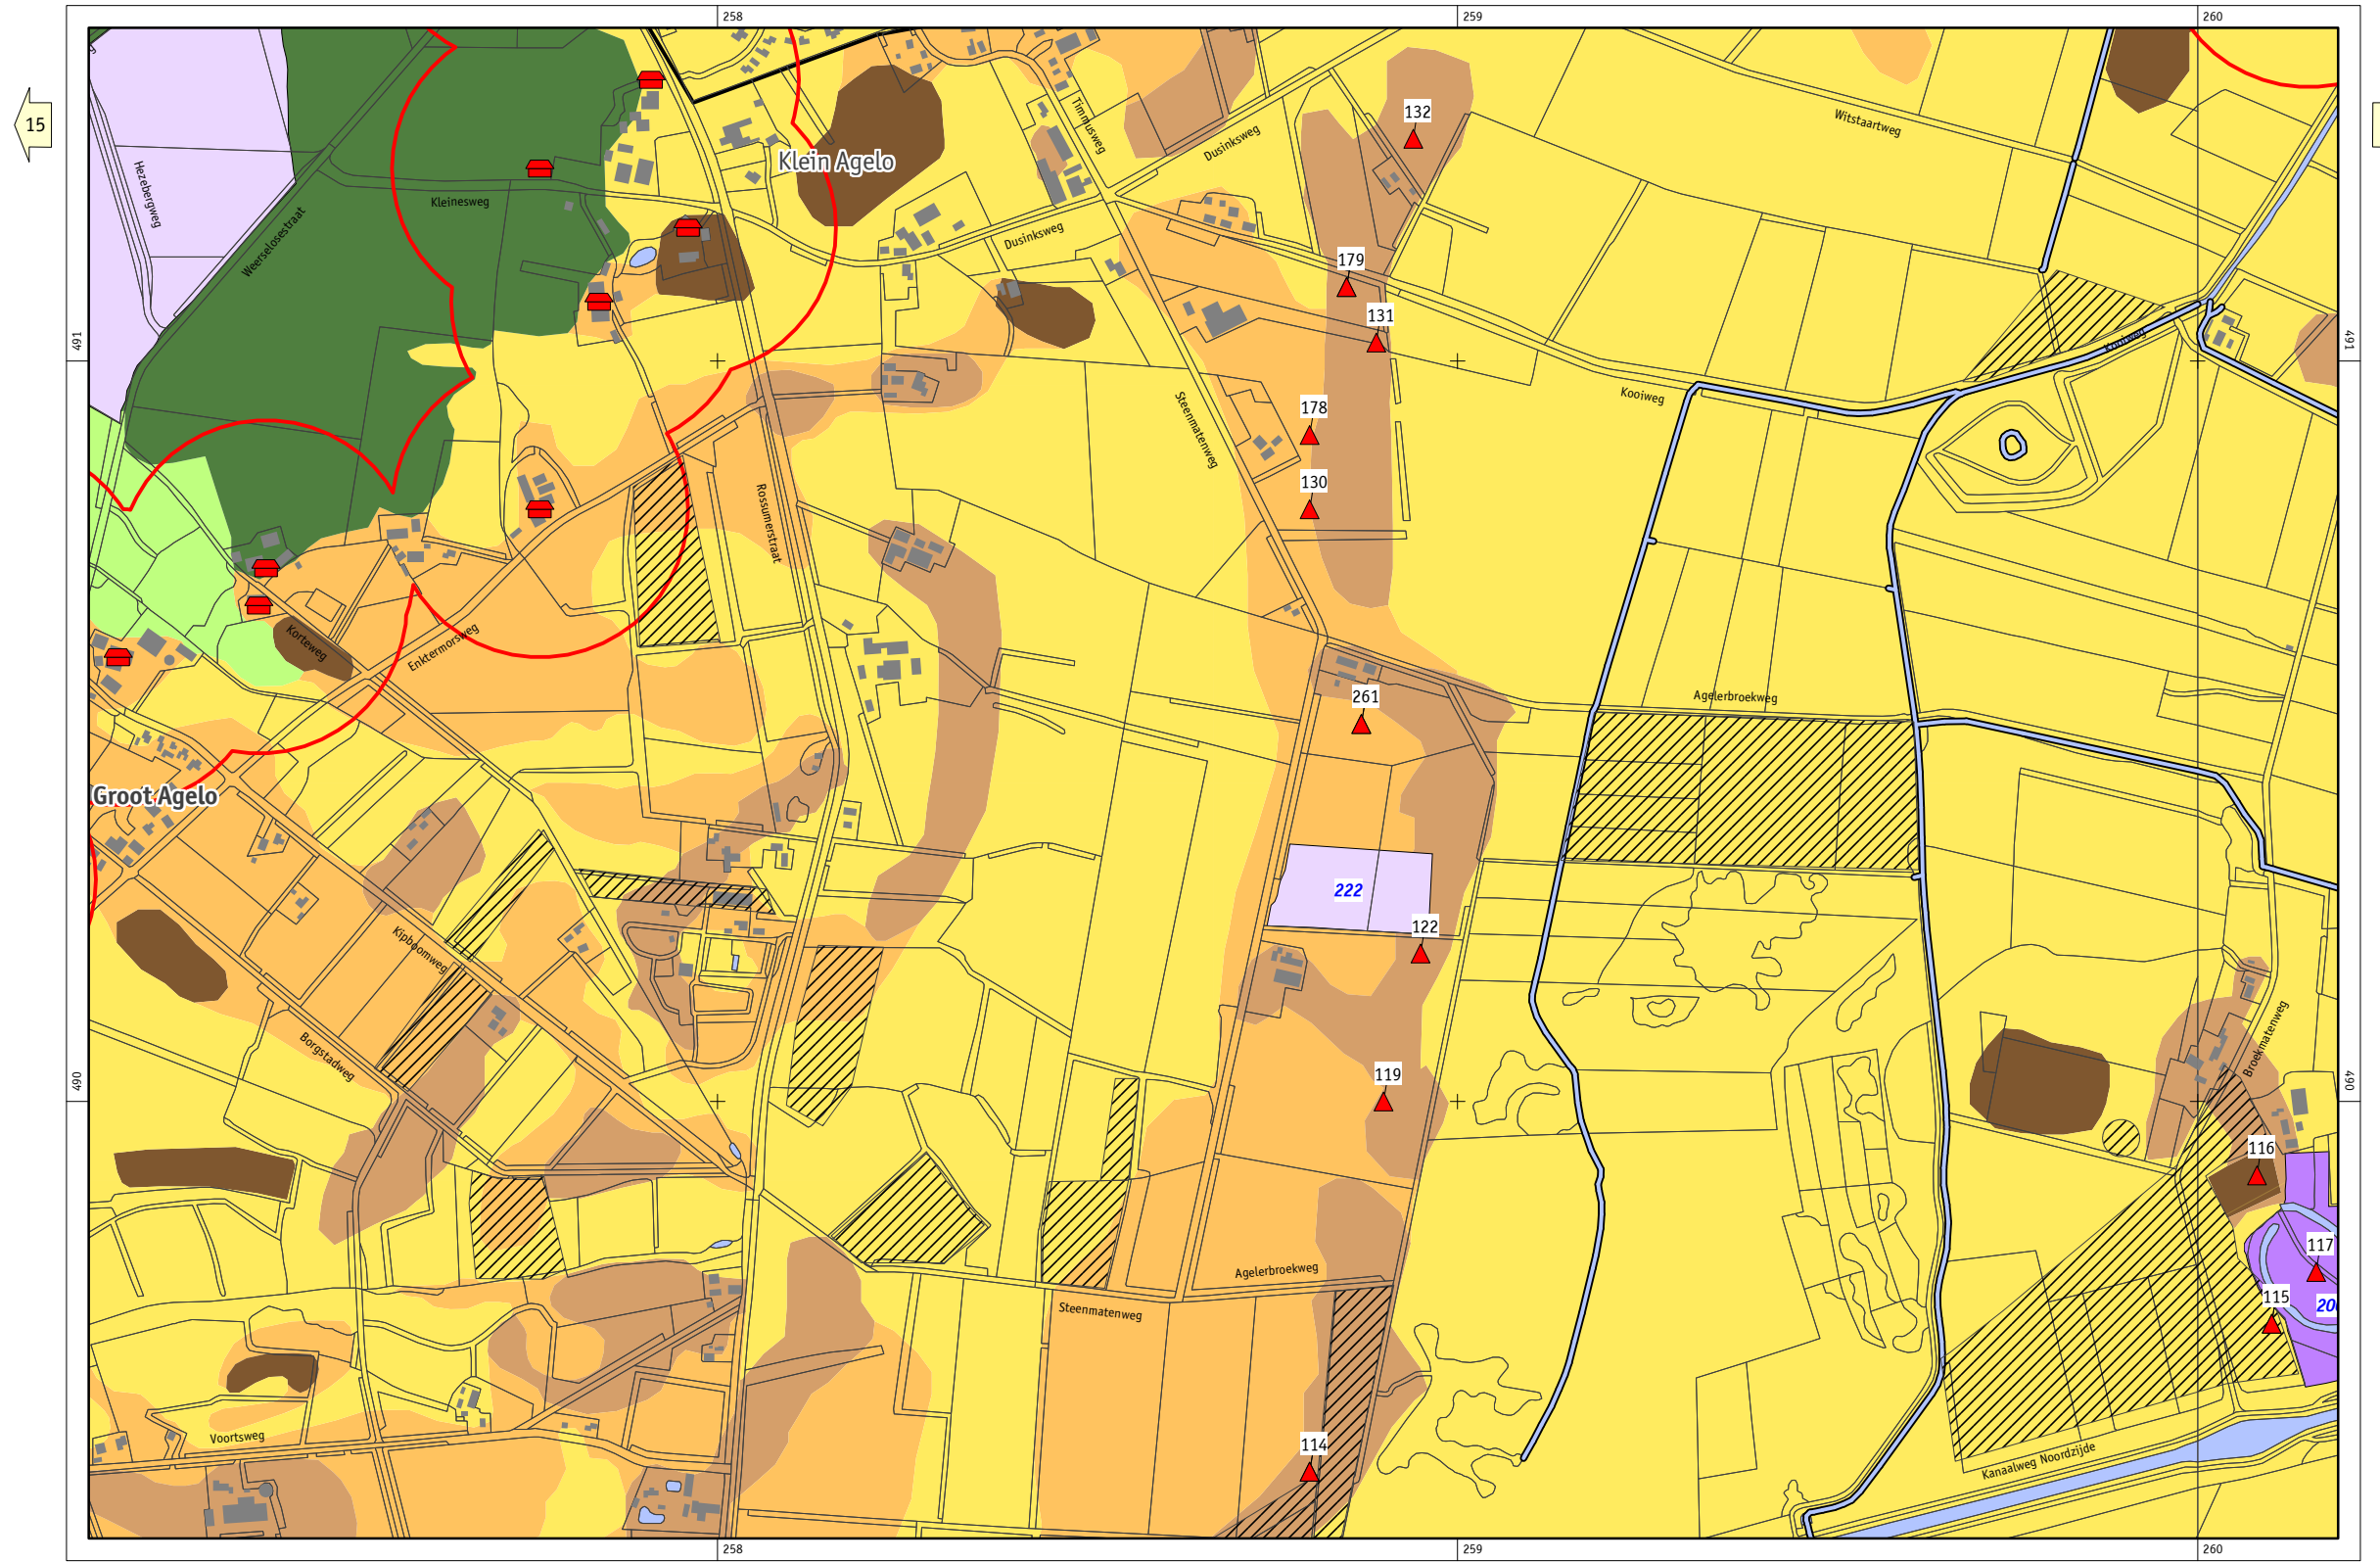 258
259
260
15
132
Timmusweg
Witstaartweg
Dusinksweg
Klein Agelo
Hezebergweg
Kleinesweg
Weerselosestraat
Dusinksweg
179
131
491
491
Kooiweg
Kooiweg
178
Steenmatenweg
130
Rossumerstraat
Korteweg
Enktermorsweg
261
Agelerbroekweg
Groot Agelo
222
122
Kipboomweg
Borgstadweg
Broekmatenweg
490
119
490
116
117
Agelerbroekweg
115
Steenmatenweg
Voortsweg
114
Kanaalweg Noordzijde
258
259
260